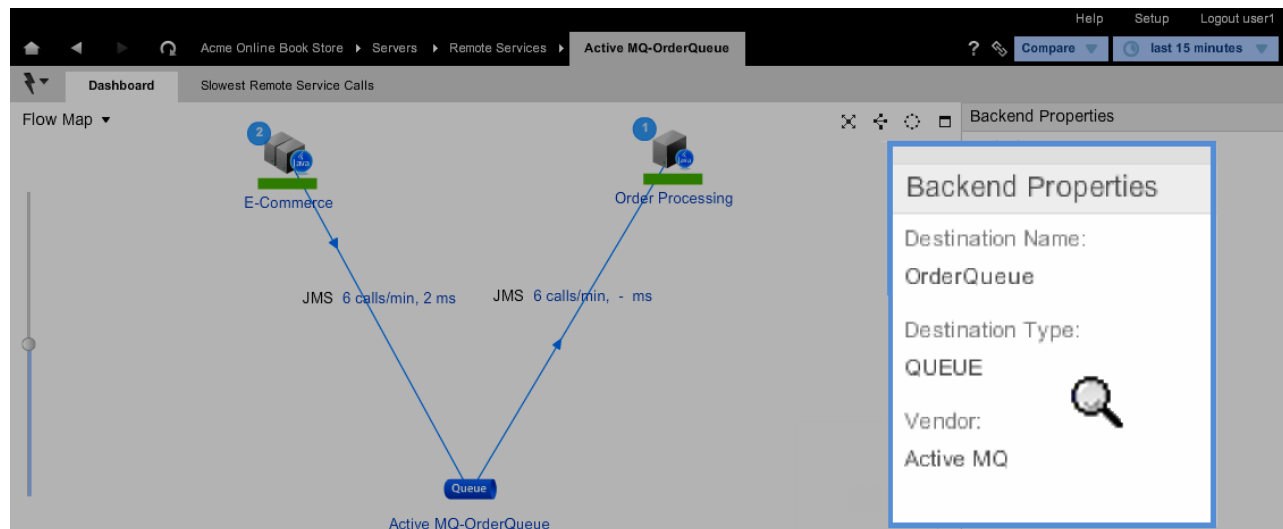 Help Setup Logout user1
Acme Online Book Store Servers Remote Services Active MQ-OrderQueue ? Compare last 15 minutes
Dashboard Slowest Remote Service Calls
Flow Map
Backend Properties
2
Java
E-Commerce
1
Java
Order Processing
JMS 6 calls/min, 2 ms
JMS 6 calls/min, - ms
Queue
Active MQ-OrderQueue
Backend Properties
Destination Name:
OrderQueue
Destination Type:
QUEUE
Vendor:
Active MQ